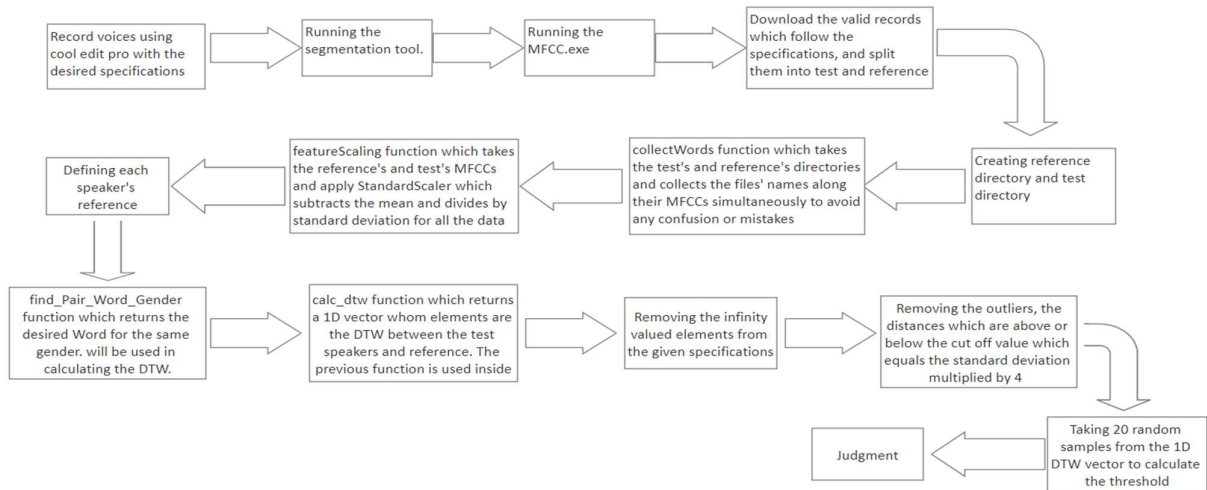 Record voices using
cool edit pro with the
desired specifications
Running the
segmentation tool.
Running the
MFCC.exe
Download the valid records
which follow the
specifications, and split
them into test and reference
Creating reference
directory and test
directory
collectWords function which takes
the test's and reference's directories
and collects the files' names along
their MFCCs simultaneously to avoid
any confusion or mistakes
featureScaling function which takes
the reference's and test's MFCCs
and apply StandardScaler which
subtracts the mean and divides by
standard deviation for all the data
Defining each
speaker's
reference
find_Pair_Word_Gender
function which returns the
desired Word for the same
gender. will be used in
calculating the DTW.
calc_dtw function which returns
a 1D vector whom elements are
the DTW between the test
speakers and reference. The
previous function is used inside
Removing the infinity
valued elements from
the given specifications
Removing the outliers, the
distances which are above or
below the cut off value which
equals the standard deviation
multiplied by 4
Taking 20 random
samples from the 1D
DTW vector to calculate
the threshold
Judgment